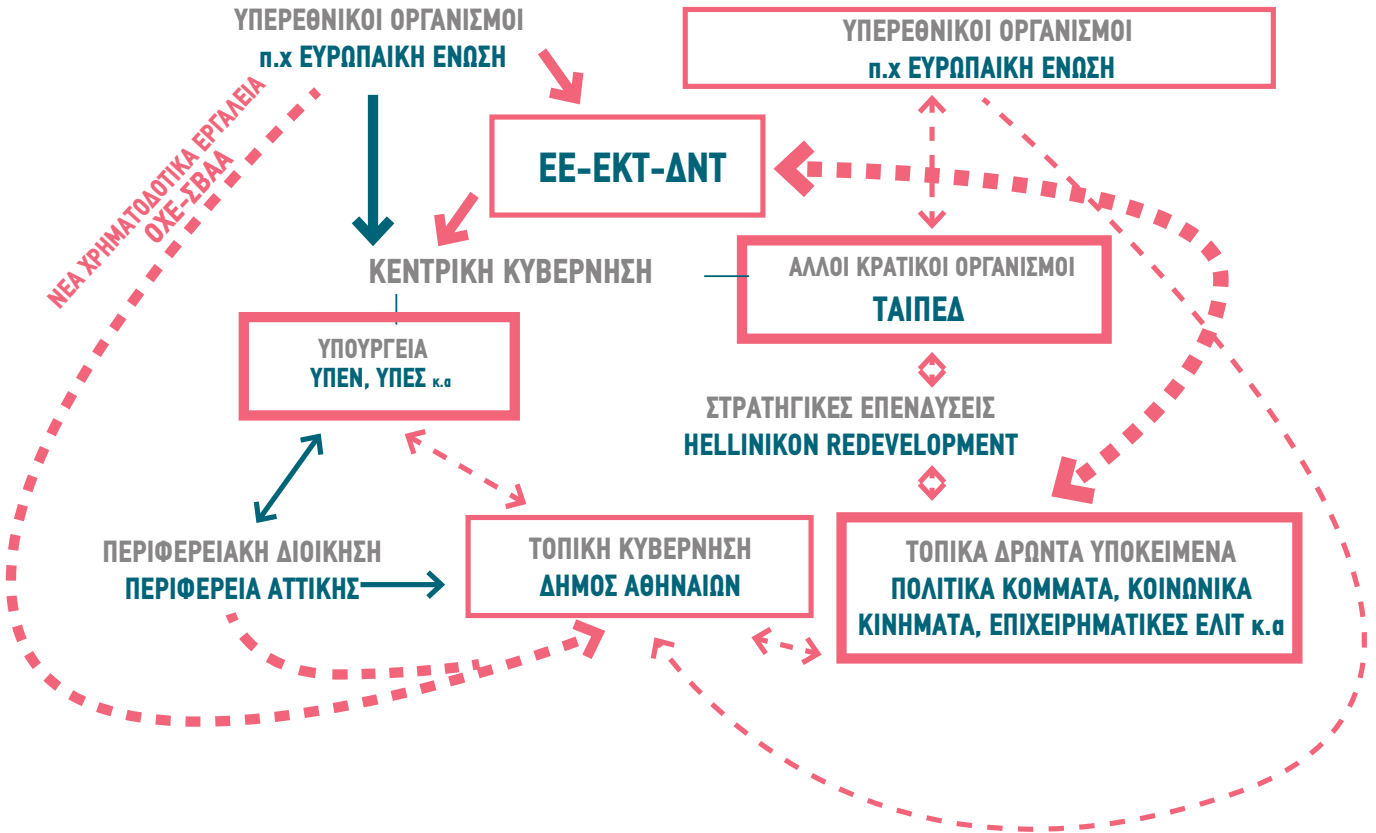 ΥΠΕΡΕΘΝΙΚΟΙ ΟΡΓΑΝΙΣΜΟΙ
π.χ ΕΥΡΩΠΑΙΚΗ ΕΝΩΣΗ
ΥΠΕΡΕΘΝΙΚΟΙ ΟΡΓΑΝΙΣΜΟΙ
π.χ ΕΥΡΩΠΑΙΚΗ ΕΝΩΣΗ
ΝΕΑ ΧΡΗΜΑΤΟΔΟΤΙΚΑ ΕΡΓΑΛΕΙΑ
ΟΧΕ-ΣΒΑΑ
ΕΕ-ΕΚΤ-ΔΝΤ
ΚΕΝΤΡΙΚΗ ΚΥΒΕΡΝΗΣΗ
ΑΛΛΟΙ ΚΡΑΤΙΚΟΙ ΟΡΓΑΝΙΣΜΟΙ
ΤΑΙΠΕΔ
ΥΠΟΥΡΓΕΙΑ
ΥΠΕΝ, ΥΠΕΣ κ.α
ΣΤΡΑΤΗΓΙΚΕΣ ΕΠΕΝΔΥΣΕΙΣ
HELLINIKON REDEVELOPMENT
ΠΕΡΙΦΕΡΕΙΑΚΗ ΔΙΟΙΚΗΣΗ
ΠΕΡΙΦΕΡΕΙΑ ΑΤΤΙΚΗΣ
ΤΟΠΙΚΗ ΚΥΒΕΡΝΗΣΗ
ΔΗΜΟΣ ΑΘΗΝΑΙΩΝ
ΤΟΠΙΚΑ ΔΡΩΝΤΑ ΥΠΟΚΕΙΜΕΝΑ
ΠΟΛΙΤΙΚΑ ΚΟΜΜΑΤΑ, ΚΟΙΝΩΝΙΚΑ
ΚΙΝΗΜΑΤΑ, ΕΠΙΧΕΙΡΗΜΑΤΙΚΕΣ ΕΛΙΤ κ.α